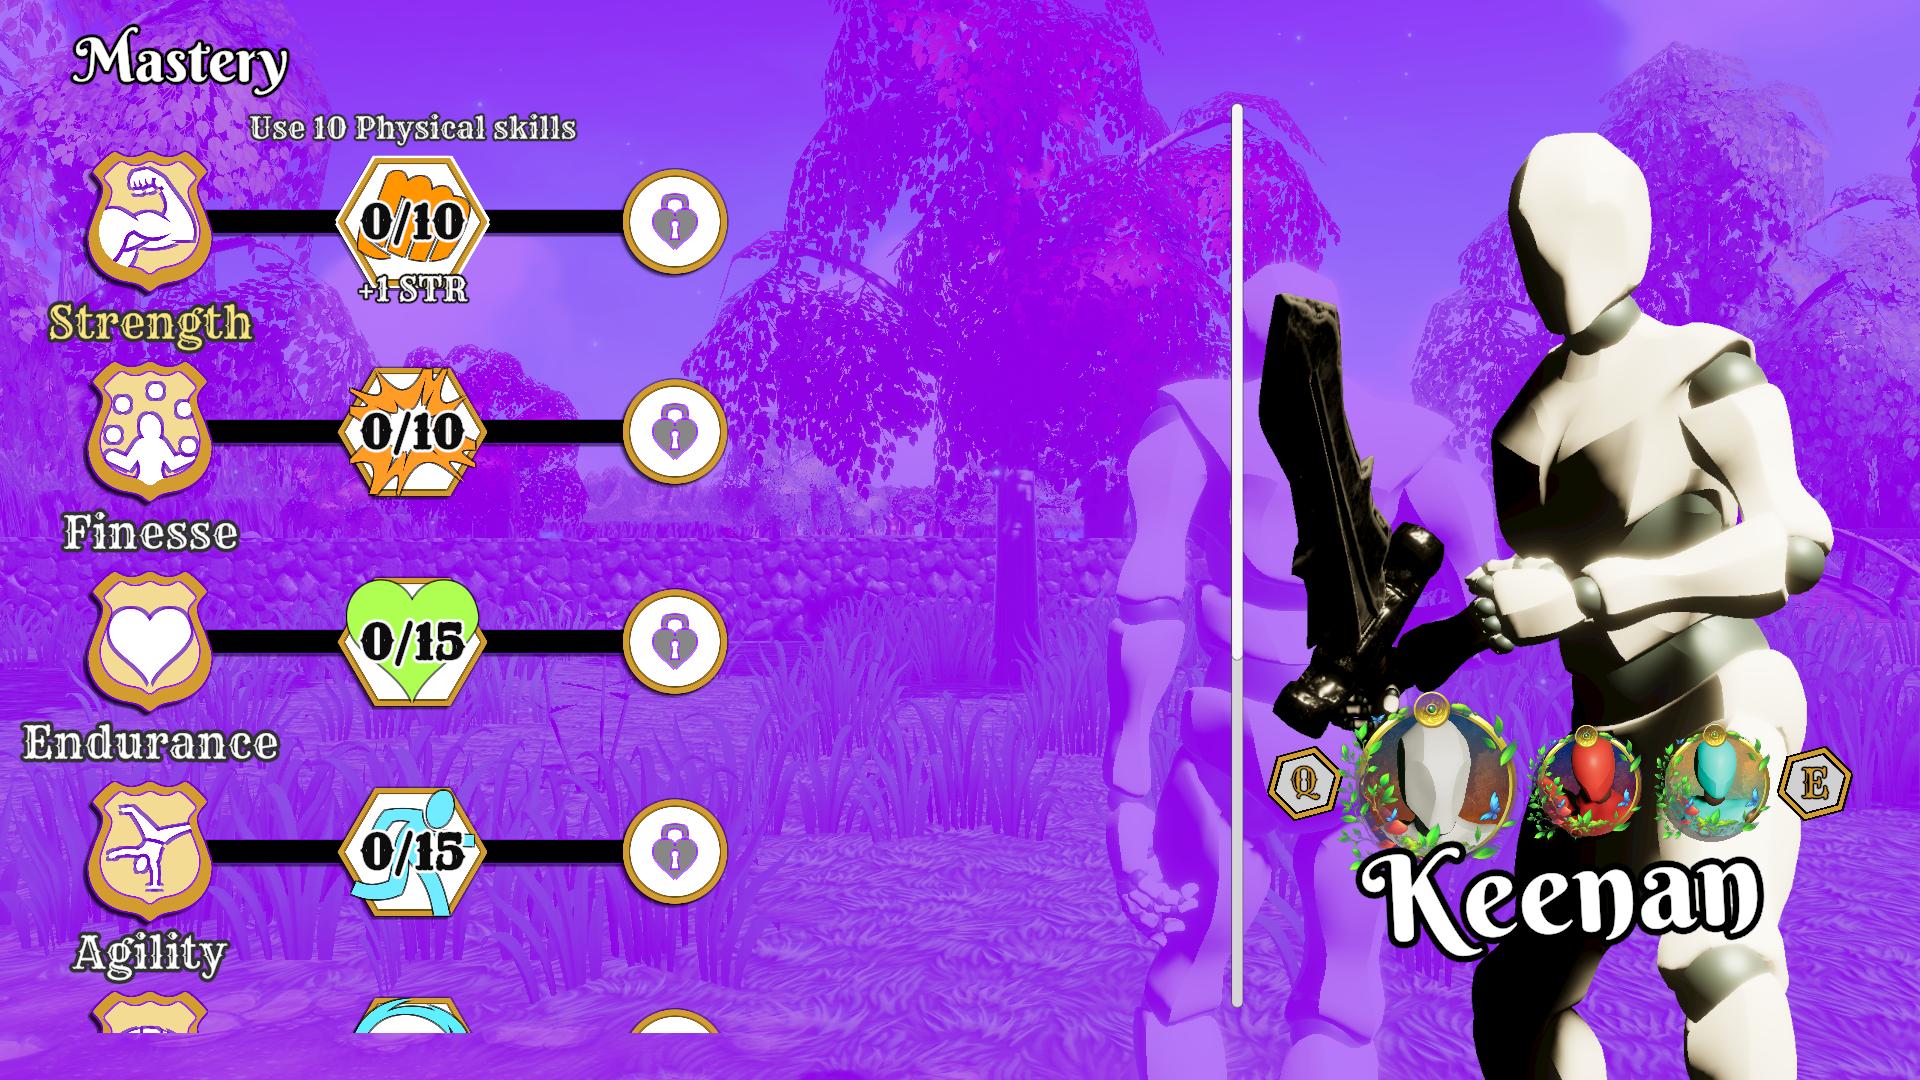 Mastery
Use 10 Physical skills
0/10
+1 STR
Strength
0/10
Finesse
0/15
Endurance
0/15
Agility
Q
E
Keenan